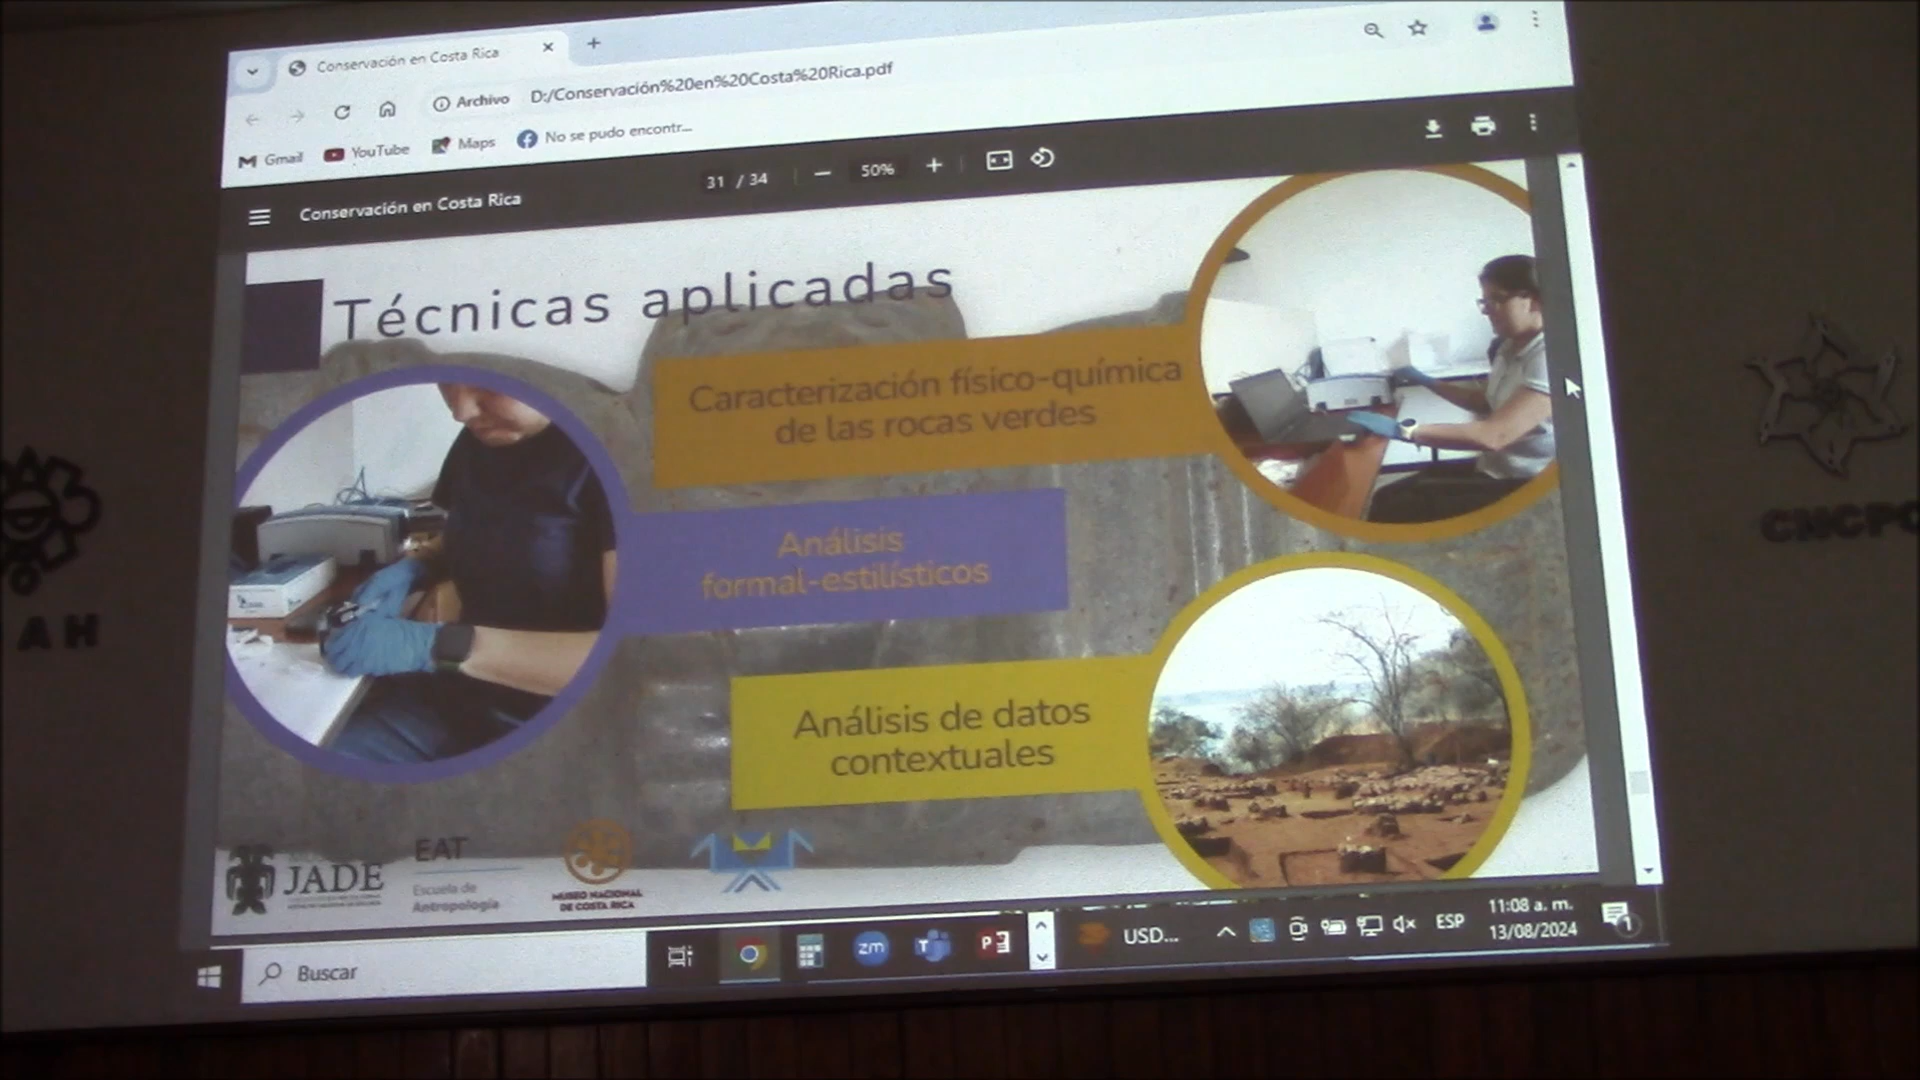 Conservación en Costa Rica
Archivo D:/Conservación%20en%20Costa%20Rica.pdf
Gmail YouTube Maps No se pudo encontr...
Conservación en Costa Rica 31 / 34 50%
Técnicas aplicadas
Caracterización físico-química
de las rocas verdes
Análisis
formal-estilísticos
Análisis de datos
contextuales
JADE
EAT
Escuela de
Antropología
MUSEO NACIONAL
DE COSTA RICA
Buscar
zm
USD...
ESP
11:08 a. m.
13/08/2024
1
AH
CNCPC